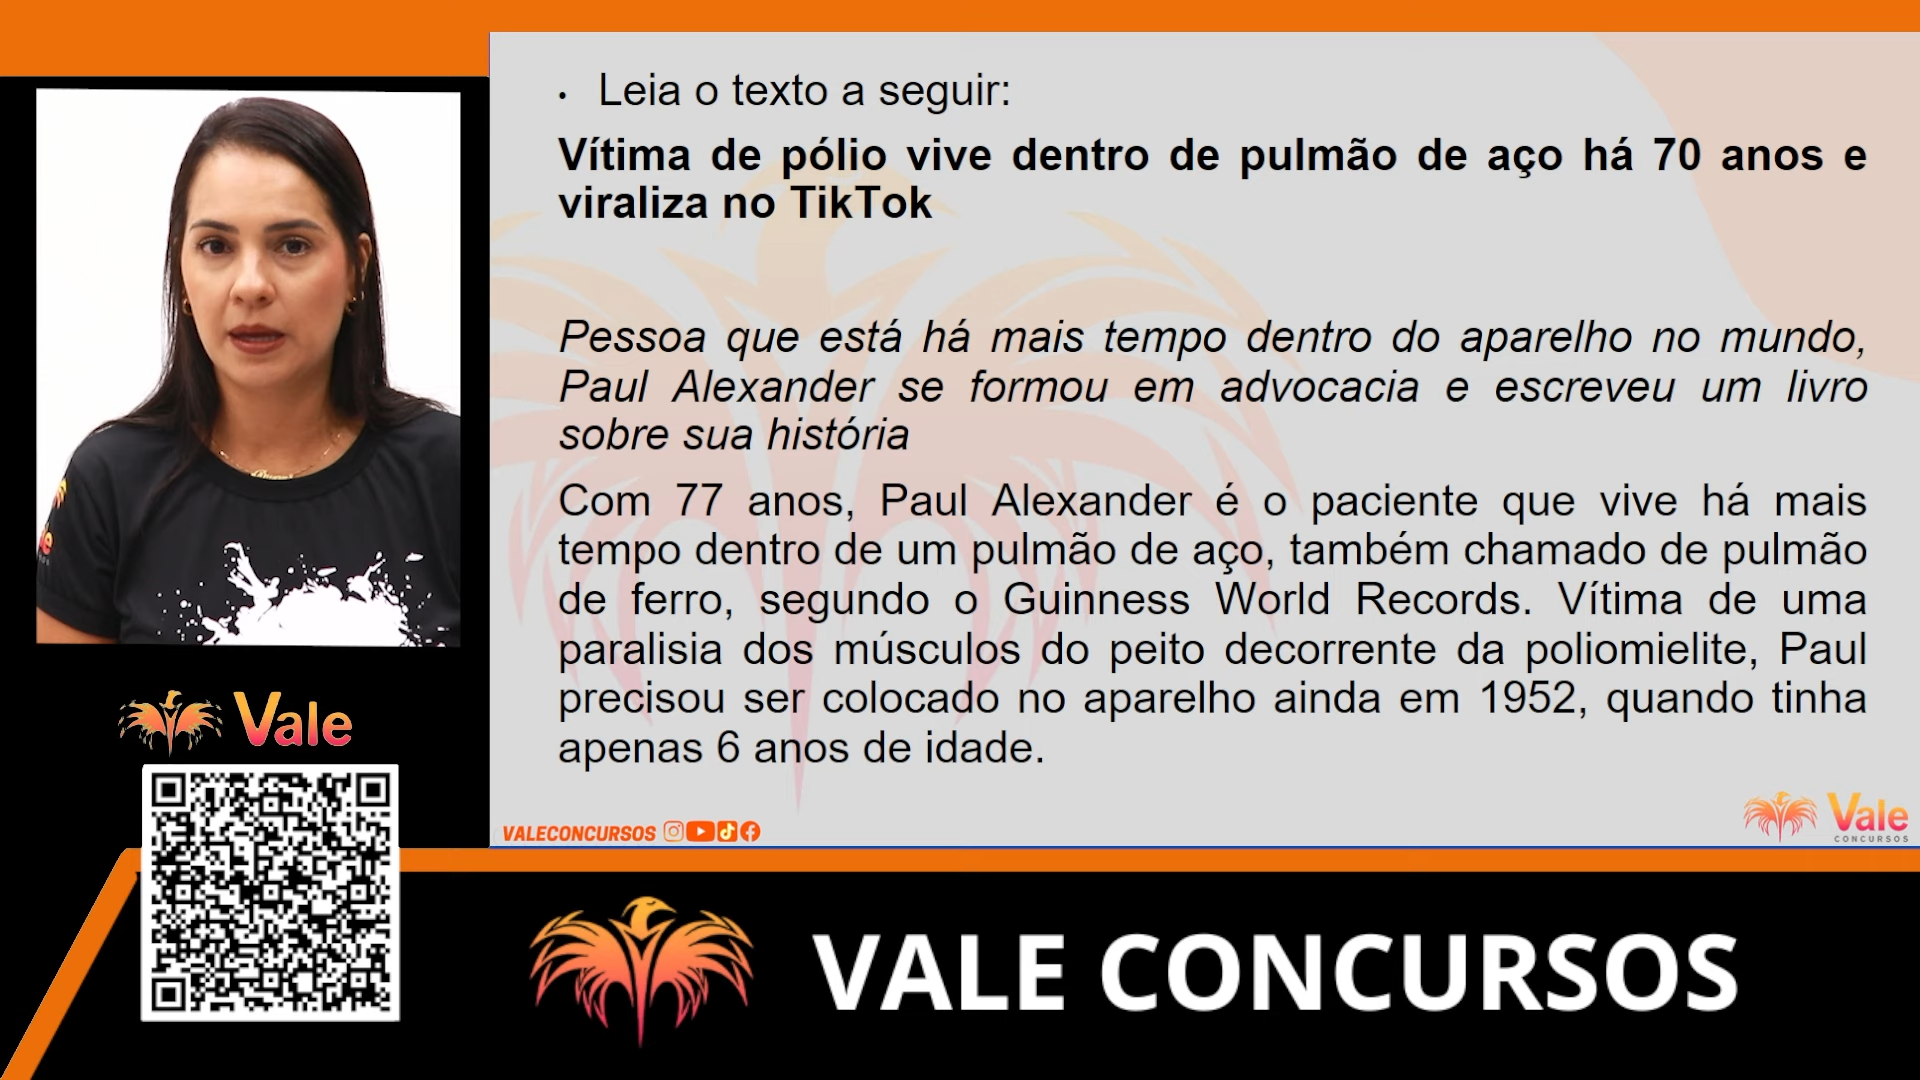 • Leia o texto a seguir:
Vítima de pólio vive dentro de pulmão de aço há 70 anos e
viraliza no TikTok
Pessoa que está há mais tempo dentro do aparelho no mundo,
Paul Alexander se formou em advocacia e escreveu um livro
sobre sua história
Com 77 anos, Paul Alexander é o paciente que vive há mais
tempo dentro de um pulmão de aço, também chamado de pulmão
de ferro, segundo o Guinness World Records. Vítima de uma
paralisia dos músculos do peito decorrente da poliomielite, Paul
precisou ser colocado no aparelho ainda em 1952, quando tinha
apenas 6 anos de idade.
VALECONCURSOS
Vale
CONCURSOS
Vale
VALE CONCURSOS